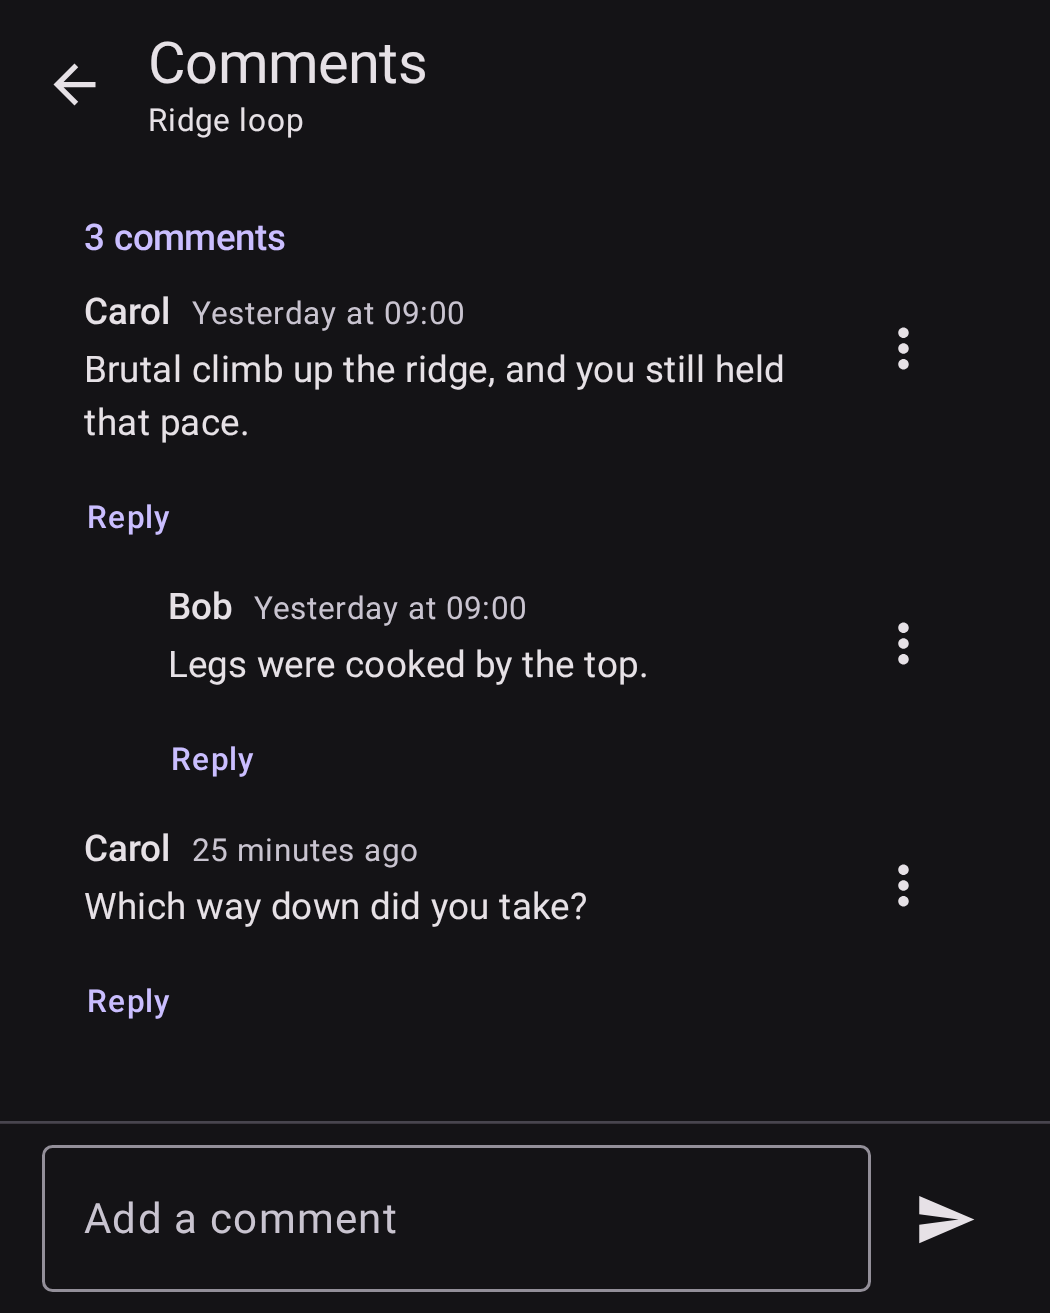 Comments
Ridge loop
3 comments
Carol Yesterday at 09:00
Brutal climb up the ridge, and you still held
that pace.
Reply
Bob Yesterday at 09:00
Legs were cooked by the top.
Reply
Carol 25 minutes ago
Which way down did you take?
Reply
Add a comment